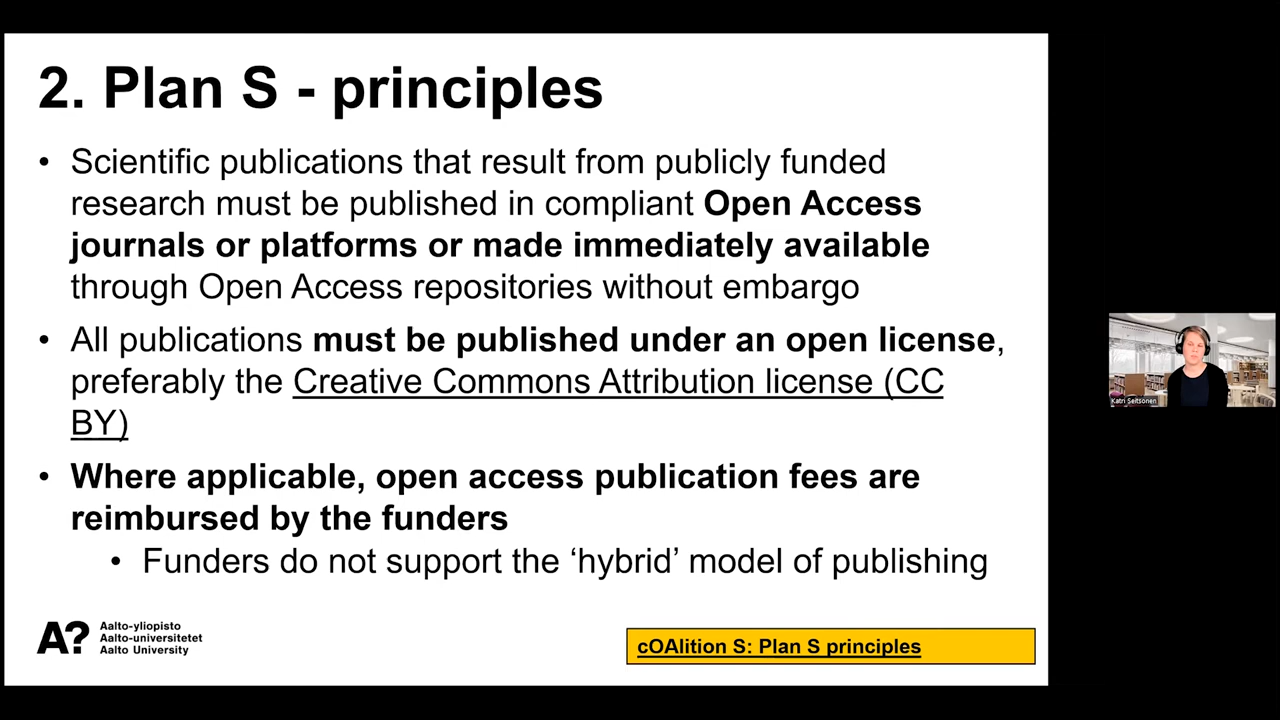 2. Plan S - principles
• Scientific publications that result from publicly funded
research must be published in compliant Open Access
journals or platforms or made immediately available
through Open Access repositories without embargo
• All publications must be published under an open license,
preferably the Creative Commons Attribution license (CC
BY)
• Where applicable, open access publication fees are
reimbursed by the funders
• Funders do not support the ‘hybrid’ model of publishing
A?
Aalto-yliopisto
Aalto-universitetet
Aalto University
cOAlition S: Plan S principles
Katri Seitsonen